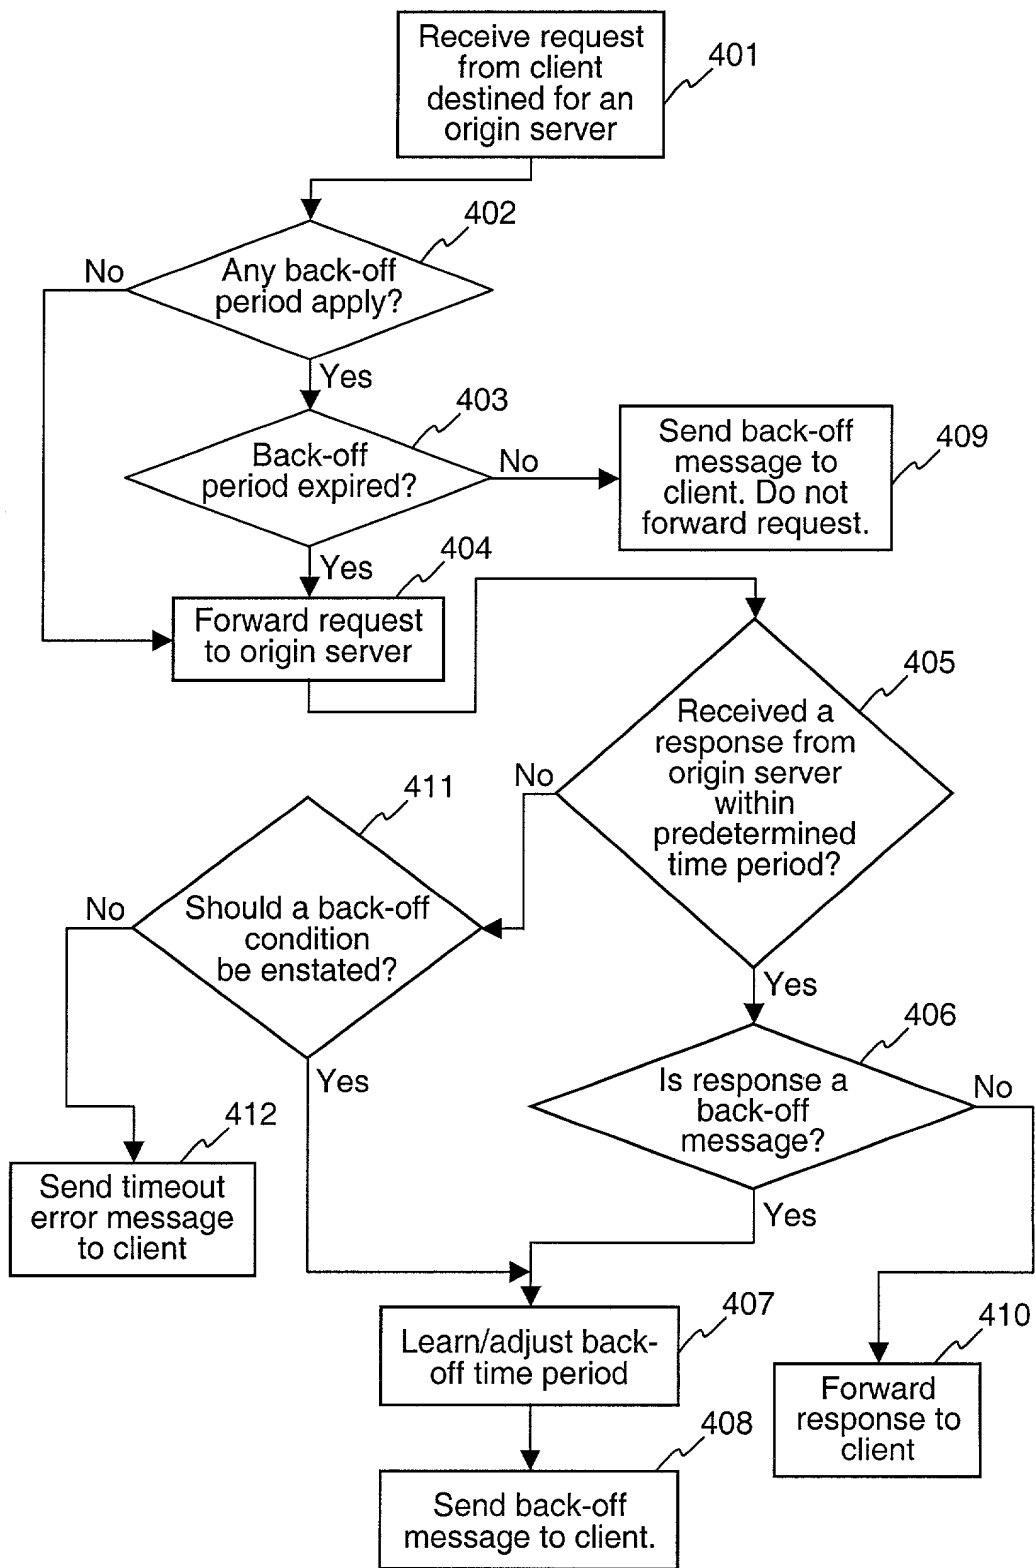 Receive request
from client
destined for an
origin server
401
402
No
Any back-off
period apply?
Yes
403
Back-off
period expired?
No
Send back-off
message to
client. Do not
forward request.
409
Yes
404
Forward request
to origin server
405
Received a
response from
origin server
within
predetermined
time period?
No
411
No
Should a back-off
condition
be enstated?
Yes
Yes
406
Is response a
back-off
message?
No
412
Send timeout
error message
to client
Yes
407
Learn/adjust back-
off time period
410
Forward
response to
client
408
Send back-off
message to client.